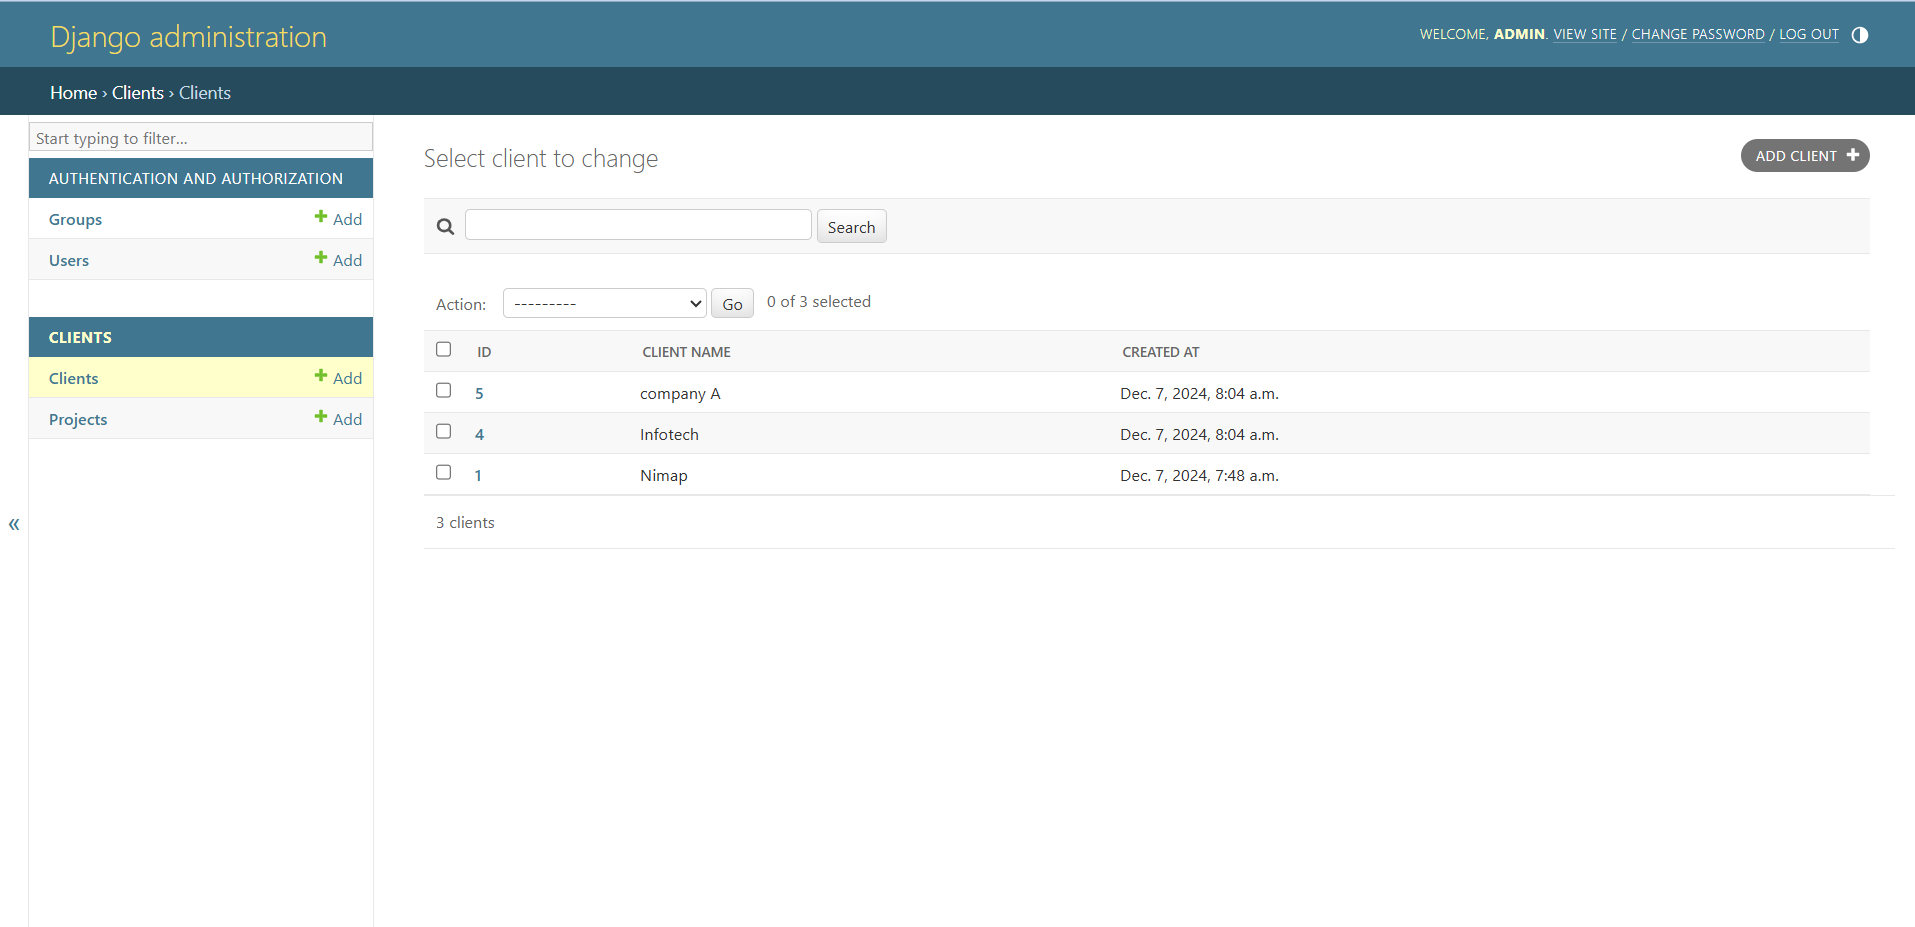 Django administration
WELCOME, ADMIN. VIEW SITE / CHANGE PASSWORD / LOG OUT
Home › Clients › Clients
Start typing to filter...
AUTHENTICATION AND AUTHORIZATION
Groups + Add
Users + Add
CLIENTS
Clients + Add
Projects + Add
«
Select client to change
ADD CLIENT +
Search
Action: --------- Go 0 of 3 selected
ID CLIENT NAME CREATED AT
5 company A Dec. 7, 2024, 8:04 a.m.
4 Infotech Dec. 7, 2024, 8:04 a.m.
1 Nimap Dec. 7, 2024, 7:48 a.m.
3 clients